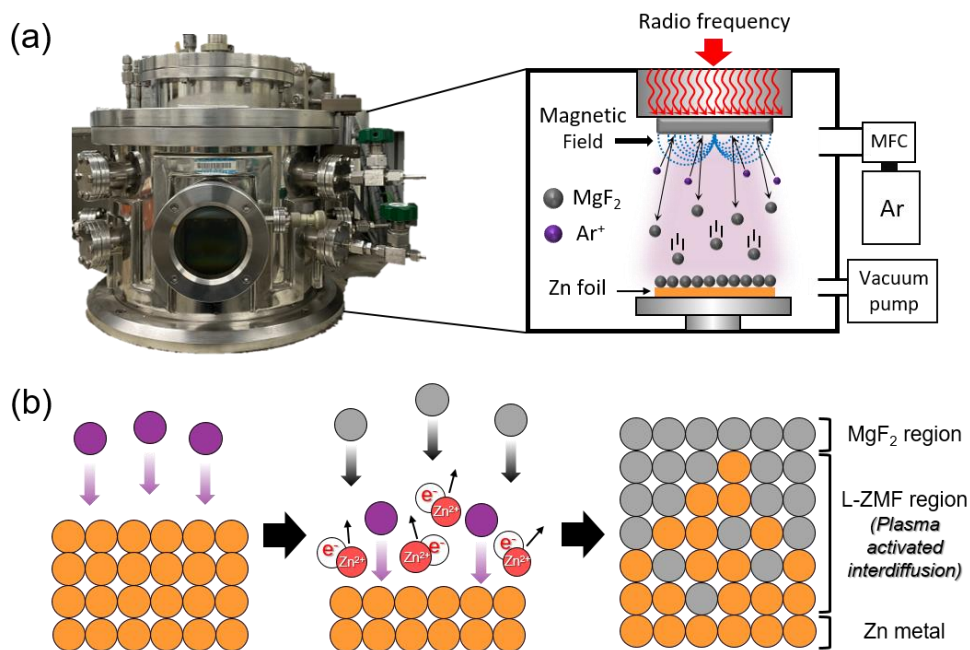 (a)
Radio frequency
Magnetic
Field
MgF₂
Ar⁺
Zn foil
MFC
Ar
Vacuum
pump
(b)
e⁻
Zn²⁺
e⁻
Zn²⁺
e⁻
Zn²⁺
e⁻
Zn²⁺
MgF₂ region
L-ZMF region
(Plasma
activated
interdiffusion)
Zn metal